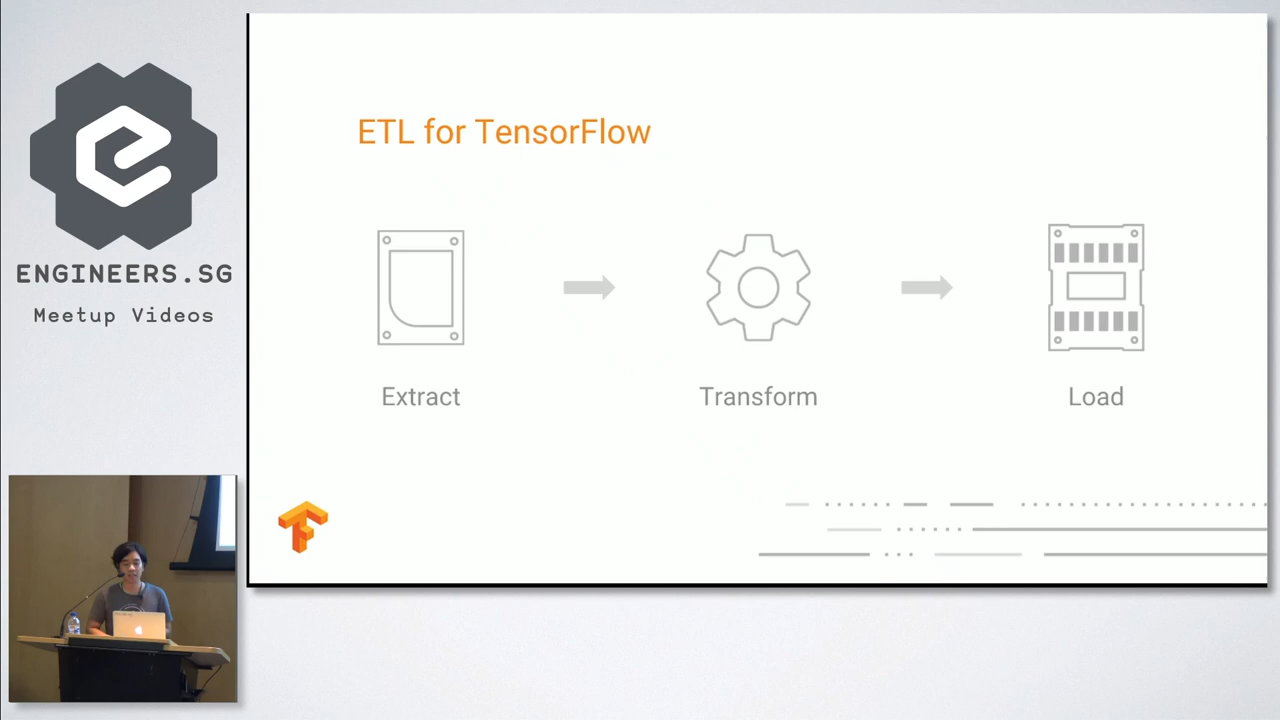 ENGINEERS.SG
Meetup Videos
ETL for TensorFlow
Extract
Transform
Load